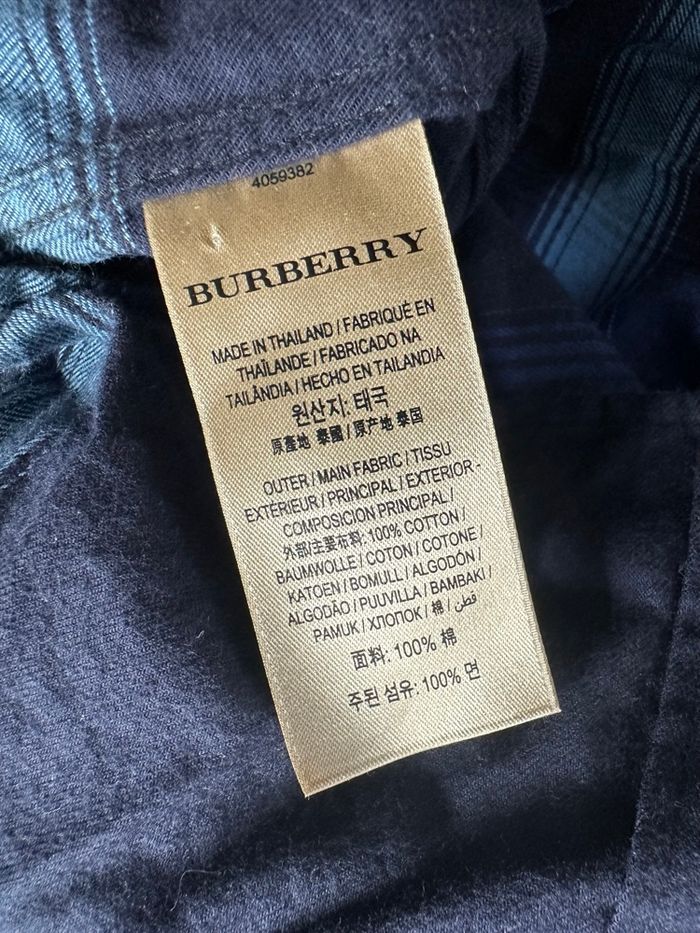 4059382
BURBERRY
MADE IN THAILAND / FABRIQUÉ EN
THAÏLANDE / FABRICADO NA
TAILÂNDIA / HECHO EN TAILANDIA
원산지: 태국
原產地 泰國 / 原产地 泰国
OUTER / MAIN FABRIC / TISSU
EXTERIEUR / PRINCIPAL / EXTERIOR -
COMPOSICION PRINCIPAL /
外部/主要布料: 100% COTTON /
BAUMWOLLE / COTON / COTONE /
KATOEN / BOMULL / ALGODÓN /
ALGODÃO / PUUVILLA / BAMBAKI /
PAMUK / ХЛОПОК / 棉 / قطن /
面料: 100% 棉
주된 섬유: 100% 면